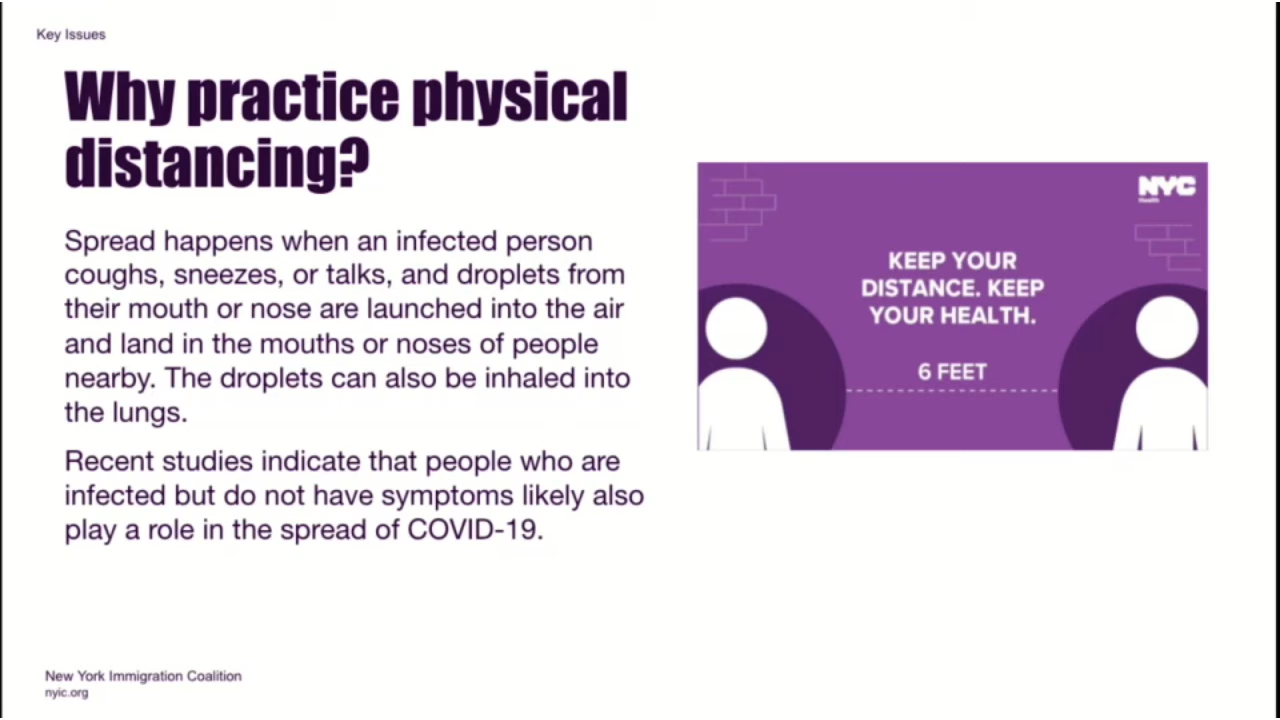 Key Issues
Why practice physical
distancing?
Spread happens when an infected person
coughs, sneezes, or talks, and droplets from
their mouth or nose are launched into the air
and land in the mouths or noses of people
nearby. The droplets can also be inhaled into
the lungs.
Recent studies indicate that people who are
infected but do not have symptoms likely also
play a role in the spread of COVID-19.
NYC
Health
KEEP YOUR
DISTANCE. KEEP
YOUR HEALTH.
6 FEET
New York Immigration Coalition
nyic.org